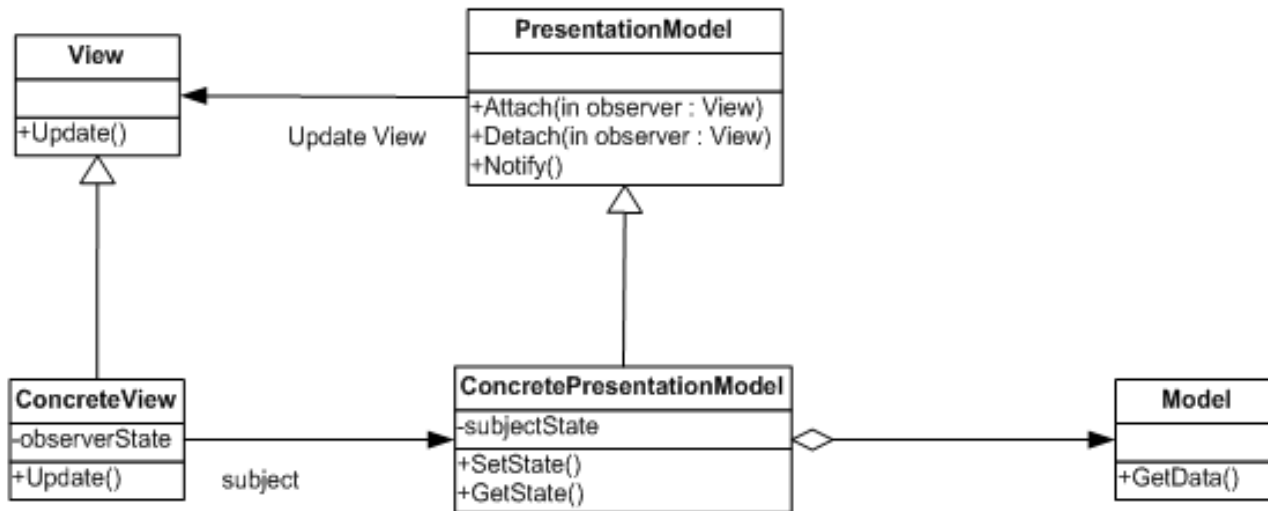 View
+Update()
PresentationModel
+Attach(in observer : View)
+Detach(in observer : View)
+Notify()
Update View
ConcreteView
-observerState
+Update()
subject
ConcretePresentationModel
-subjectState
+SetState()
+GetState()
Model
+GetData()